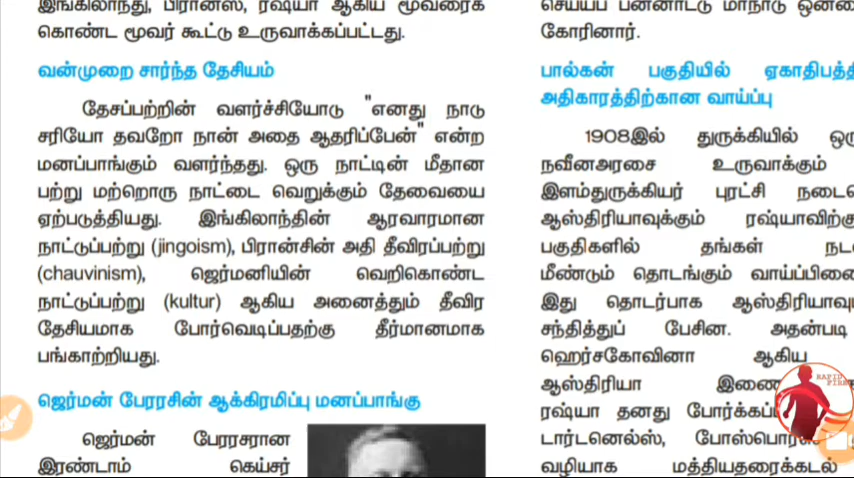 இங்கிலாந்து, பிரான்ஸ், ரஷ்யா ஆகிய மூவரைக்
கொண்ட மூவர் கூட்டு உருவாக்கப்பட்டது.
வன்முறை சார்ந்த தேசியம்
தேசப்பற்றின் வளர்ச்சியோடு "எனது நாடு
சரியோ தவறோ நான் அதை ஆதரிப்பேன்" என்ற
மனப்பாங்கும் வளர்ந்தது. ஒரு நாட்டின் மீதான
பற்று மற்றொரு நாட்டை வெறுக்கும் தேவையை
ஏற்படுத்தியது. இங்கிலாந்தின் ஆரவாரமான
நாட்டுப்பற்று (jingoism), பிரான்சின் அதி தீவிரப்பற்று
(chauvinism), ஜெர்மனியின் வெறிகொண்ட
நாட்டுப்பற்று (kultur) ஆகிய அனைத்தும் தீவிர
தேசியமாக போர்வெடிப்பதற்கு தீர்மானமாக
பங்காற்றியது.
ஜெர்மன் பேரரசின் ஆக்கிரமிப்பு மனப்பாங்கு
ஜெர்மன் பேரரசரான
இரண்டாம் கெய்சர்
செய்யப் பன்னாட்டு மாநாடு
கோரினார்.
பால்கன் பகுதியில்
அதிகாரத்திற்கான வாய்ப்பு
1908இல் துருக்கியில்
நவீனஅரசை உருவாக்கும்
இளம்துருக்கியர் புரட்சி
ஆஸ்திரியாவுக்கும்
பகுதிகளில் தங்கள்
மீண்டும் தொடங்கும்
இது தொடர்பாக
சந்தித்துப் பேசின. அதன்படி
ஹெர்சகோவினா ஆகிய
ஆஸ்திரியா
ரஷ்யா தனது
டார்டனெல்ஸ்,
வழியாக மத்தியதரைக்கடல்
RAPID FIRE